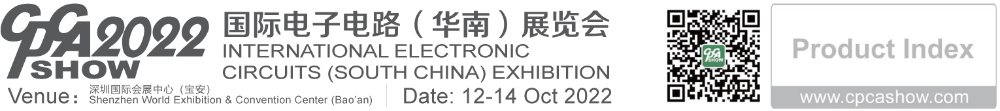 CPCA 2022
SHOW
国际电子电路（华南）展览会
INTERNATIONAL ELECTRONIC
CIRCUITS (SOUTH CHINA) EXHIBITION
Venue：
深圳国际会展中心（宝安）
Shenzhen World Exhibition & Convention Center (Bao’an)
Date: 12-14 Oct 2022
CPCA
SHOW
Product Index
www.cpcashow.com